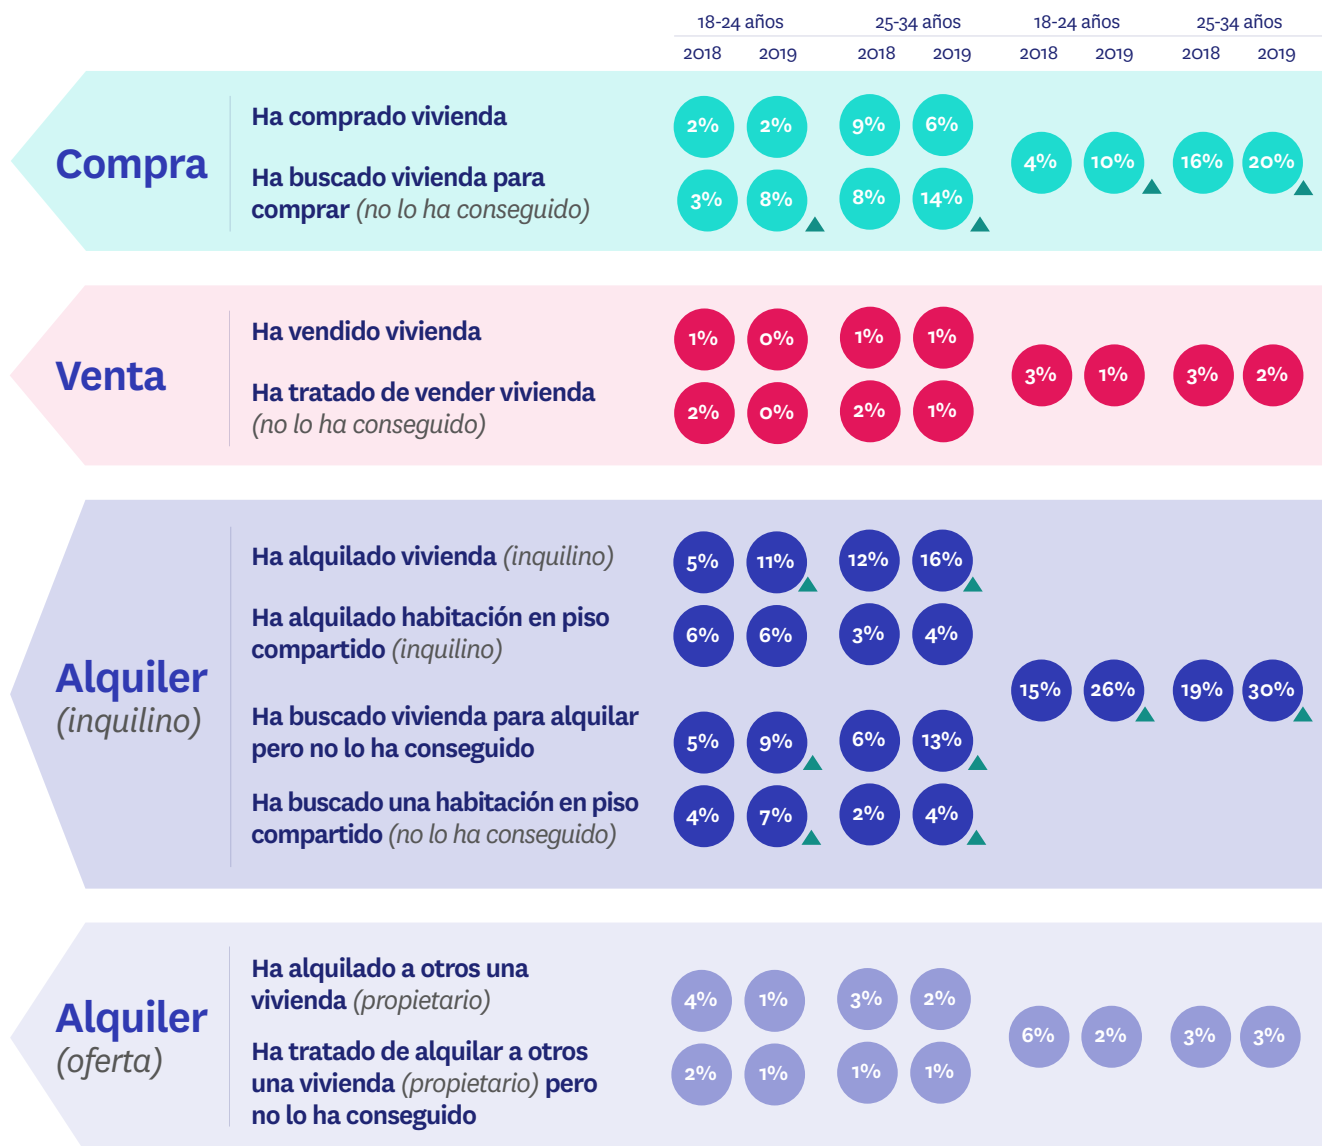 18-24 años 25-34 años 18-24 años 25-34 años
2018 2019 2018 2019 2018 2019 2018 2019
Compra
Ha comprado vivienda
2% 2% 9% 6%
Ha buscado vivienda para
comprar (no lo ha conseguido)
3% 8% 8% 14%
4% 10% 16% 20%
Venta
Ha vendido vivienda
1% 0% 1% 1%
Ha tratado de vender vivienda
(no lo ha conseguido)
2% 0% 2% 1%
3% 1% 3% 2%
Alquiler
(inquilino)
Ha alquilado vivienda (inquilino)
5% 11% 12% 16%
Ha alquilado habitación en piso
compartido (inquilino)
6% 6% 3% 4%
Ha buscado vivienda para alquilar
pero no lo ha conseguido
5% 9% 6% 13%
Ha buscado una habitación en piso
compartido (no lo ha conseguido)
4% 7% 2% 4%
15% 26% 19% 30%
Alquiler
(oferta)
Ha alquilado a otros una
vivienda (propietario)
4% 1% 3% 2%
Ha tratado de alquilar a otros
una vivienda (propietario) pero
no lo ha conseguido
2% 1% 1% 1%
6% 2% 3% 3%